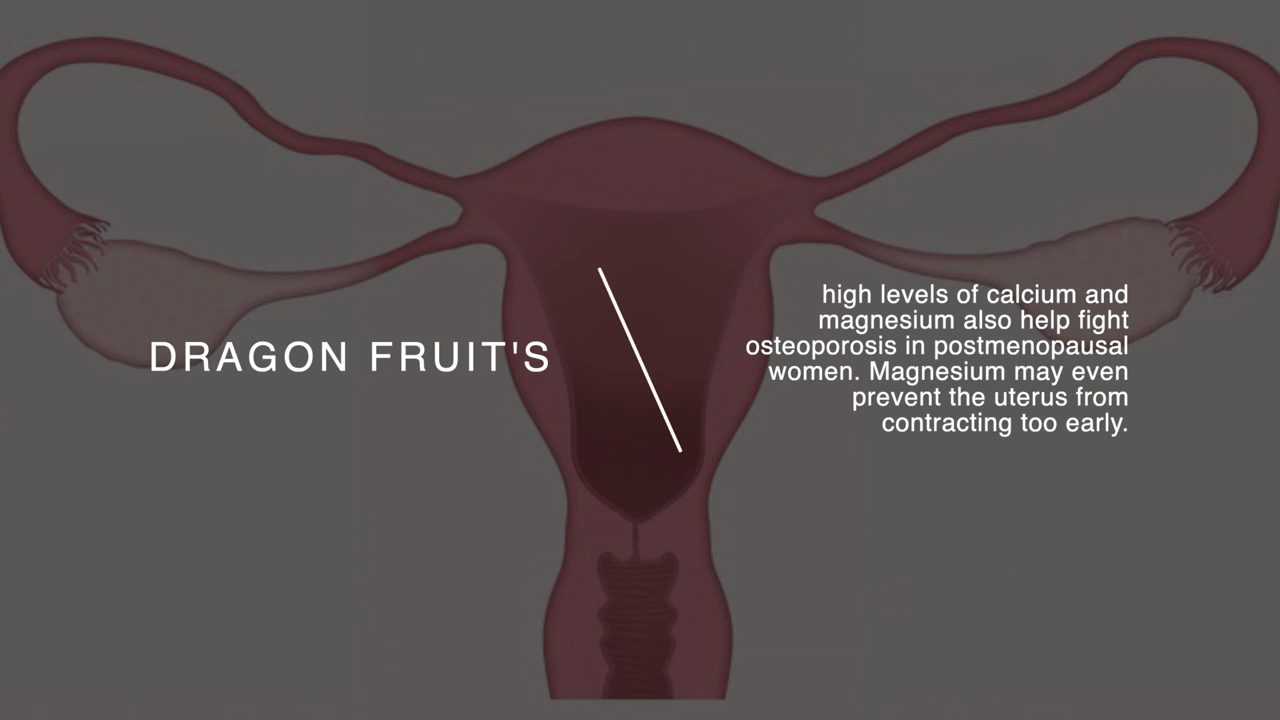 DRAGON FRUIT'S
high levels of calcium and
magnesium also help fight
osteoporosis in postmenopausal
women. Magnesium may even
prevent the uterus from
contracting too early.